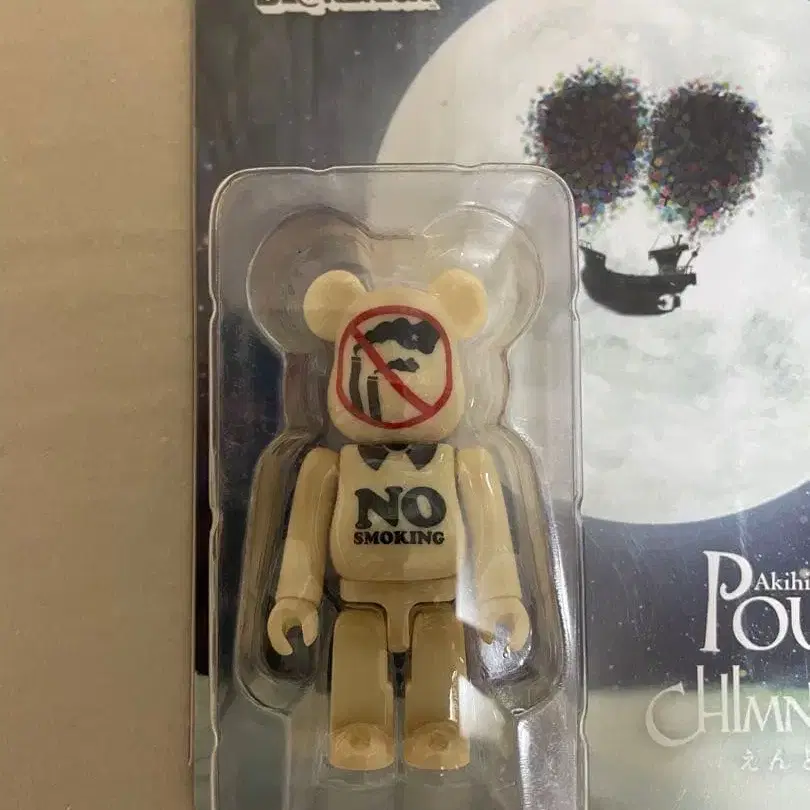 NO
SMOKING
Akihi
POU
CHIMN
えんと